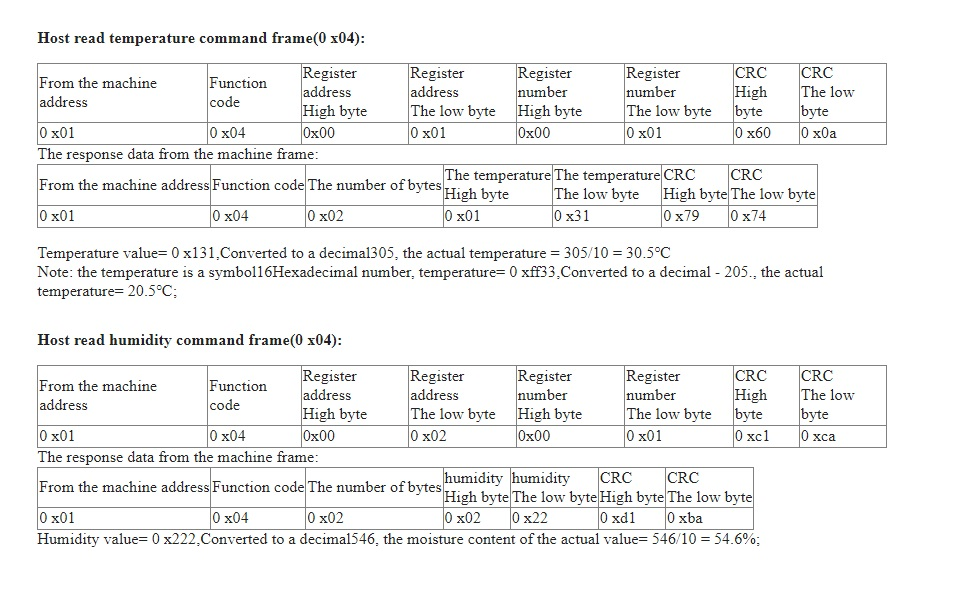 Host read temperature command frame(0 x04):
From the machine address Function code Register address High byte Register address The low byte Register number High byte Register number The low byte CRC High byte CRC The low byte
0 x01 0 x04 0x00 0 x01 0x00 0 x01 0 x60 0 x0a
The response data from the machine frame:
From the machine address Function code The number of bytes The temperature High byte The temperature The low byte CRC High byte CRC The low byte
0 x01 0 x04 0 x02 0 x01 0 x31 0 x79 0 x74
Temperature value= 0 x131,Converted to a decimal305, the actual temperature = 305/10 = 30.5°C
Note: the temperature is a symbol16Hexadecimal number, temperature= 0 xff33,Converted to a decimal - 205., the actual
temperature= 20.5°C;
Host read humidity command frame(0 x04):
From the machine address Function code Register address High byte Register address The low byte Register number High byte Register number The low byte CRC High byte CRC The low byte
0 x01 0 x04 0x00 0 x02 0x00 0 x01 0 xc1 0 xca
The response data from the machine frame:
From the machine address Function code The number of bytes humidity High byte humidity The low byte CRC High byte CRC The low byte
0 x01 0 x04 0 x02 0 x02 0 x22 0 xd1 0 xba
Humidity value= 0 x222,Converted to a decimal546, the moisture content of the actual value= 546/10 = 54.6%;